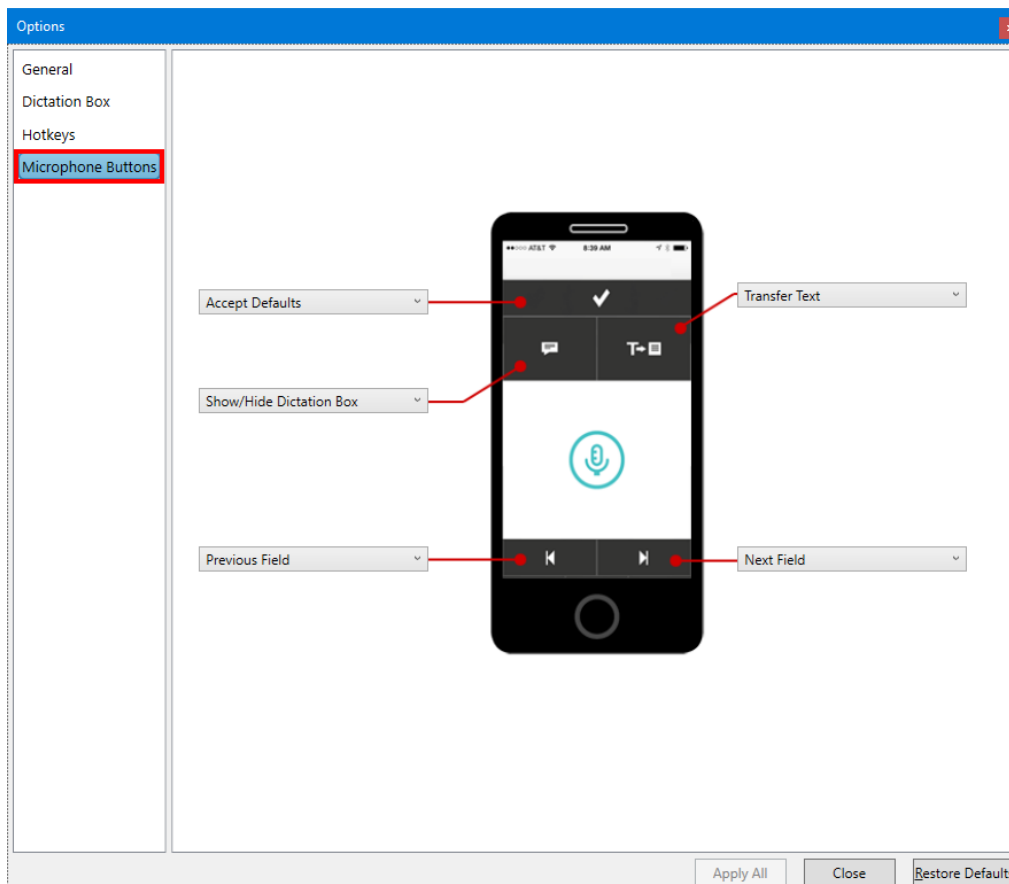 Options
General
Dictation Box
Hotkeys
Microphone Buttons
AT&T
8:39 AM
Accept Defaults
Transfer Text
T
Show/Hide Dictation Box
Previous Field
Next Field
Apply All
Close
Restore Default